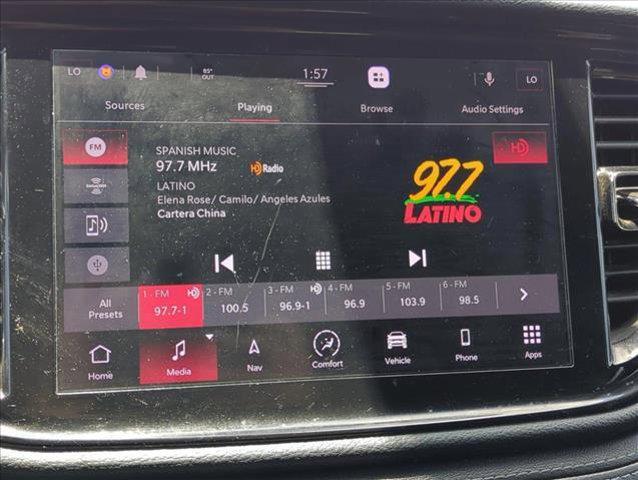 LO 85° OUT 1:57 LO
Sources Playing Browse Audio Settings
FM
SPANISH MUSIC
97.7 MHz HD Radio
LATINO
Elena Rose/ Camilo/ Angeles Azules
Cartera China
HD
97.7
LATINO
SiriusXM
All Presets
1 - FM HD 2 - FM 3 - FM HD 4 - FM 5 - FM 6 - FM
97.7-1 100.5 96.9-1 96.9 103.9 98.5
Home Media Nav Comfort Vehicle Phone Apps